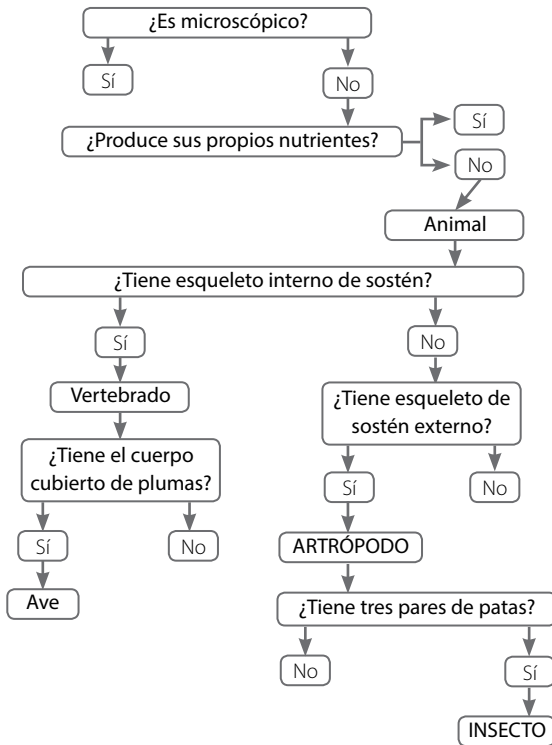 ¿Es microscópico?
Sí
No
¿Produce sus propios nutrientes?
Sí
No
Animal
¿Tiene esqueleto interno de sostén?
Sí
No
Vertebrado
¿Tiene esqueleto de
sostén externo?
¿Tiene el cuerpo
cubierto de plumas?
Sí
No
Sí
No
ARTRÓPODO
Ave
¿Tiene tres pares de patas?
No
Sí
INSECTO